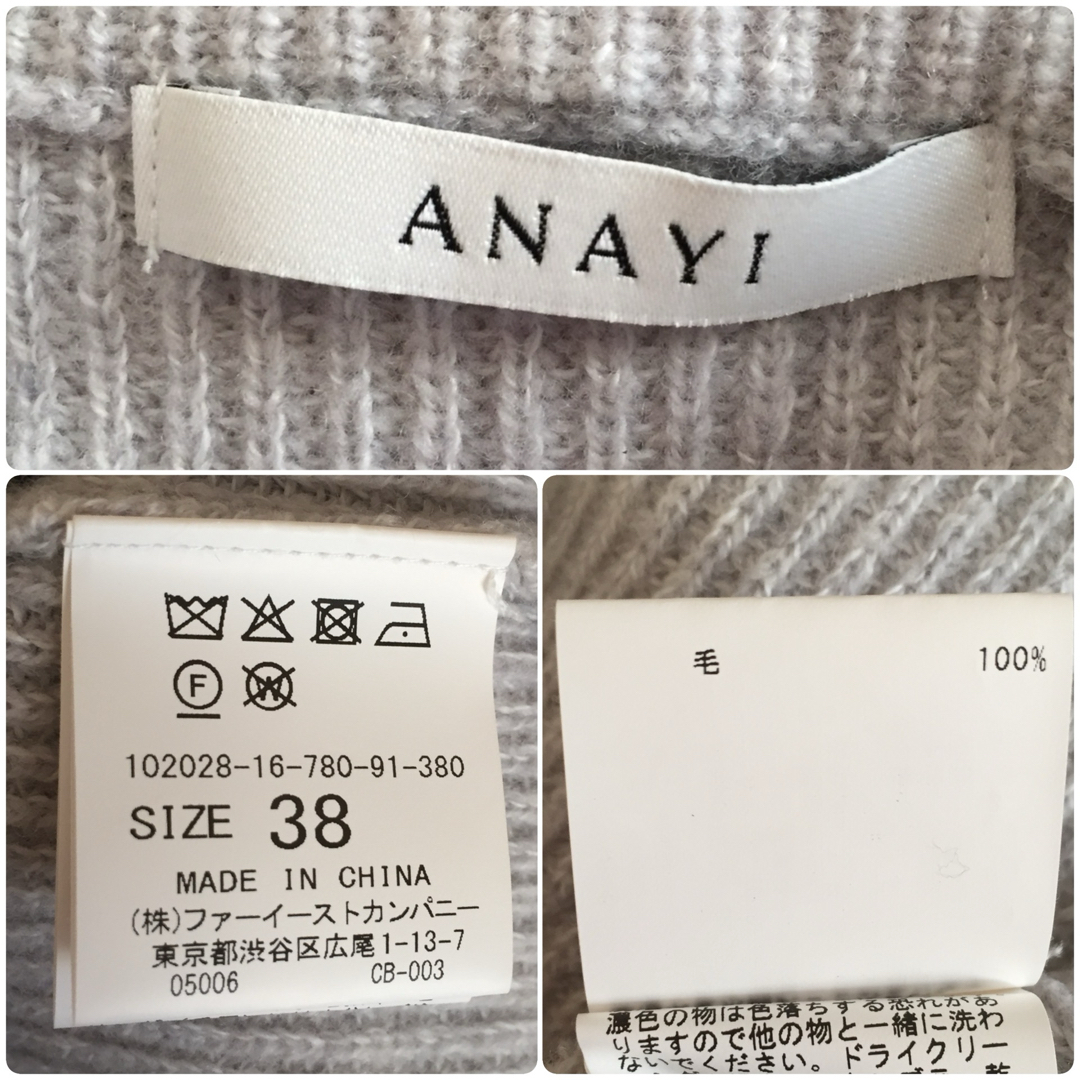 ANAYI
F
W
102028-16-780-91-380
SIZE 38
MADE IN CHINA
(株)ファーイーストカンパニー
東京都渋谷区広尾1-13-7
05006 CB-003
毛 100%
濃色の物は色落ちする恐れがあ
りますので他の物と一緒に洗わ
ないでください。ドライクリー